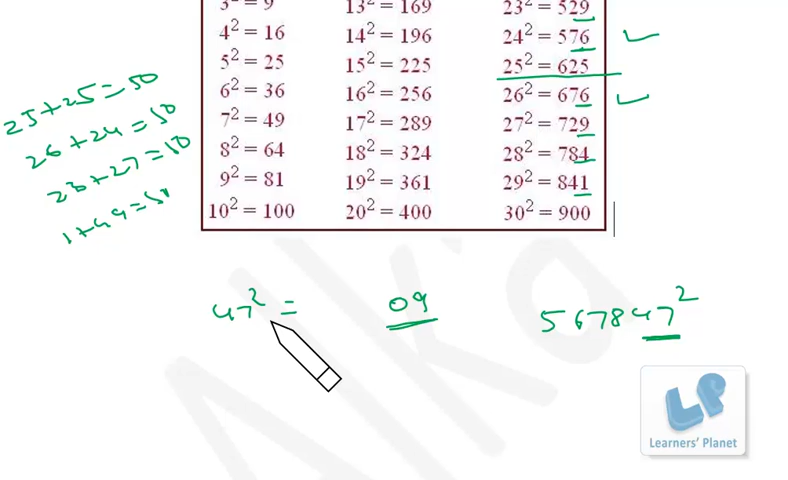 3² = 9 13² = 169 23² = 529
4² = 16 14² = 196 24² = 576
5² = 25 15² = 225 25² = 625
6² = 36 16² = 256 26² = 676
7² = 49 17² = 289 27² = 729
8² = 64 18² = 324 28² = 784
9² = 81 19² = 361 29² = 841
10² = 100 20² = 400 30² = 900
25+25=50
26+24=50
23+27=50
1+49=50
47² = 09 567847²
Alka
LP
Learners' Planet